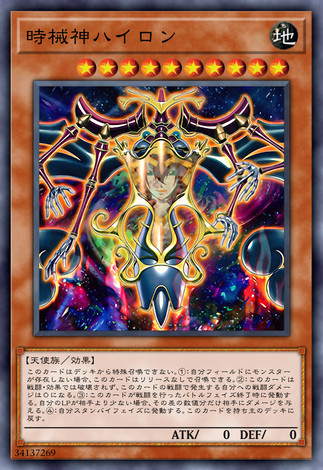 時械神ハイロン
地
【天使族／効果】
このカードはデッキから特殊召喚できない。①：自分フィールドにモンスター
が存在しない場合、このカードはリリースなしで召喚できる。②：このカードは
戦闘・効果では破壊されず、このカードの戦闘で発生する自分への戦闘ダメー
ジは０になる。③：このカードが戦闘を行ったバトルフェイズ終了時に発動す
る。自分のLPが相手より少ない場合、その差の数値分だけ相手にダメージを与
える。④：自分スタンバイフェイズに発動する。このカードを持ち主のデッキに
戻す。
ATK/ 0 DEF/ 0
34137269